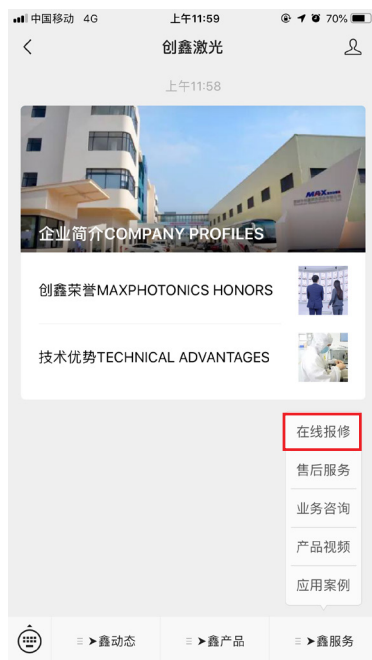 中国移动 4G 上午11:59 70%
创鑫激光
上午11:58
MAX
企业简介COMPANY PROFILES
创鑫荣誉MAXPHOTONICS HONORS
技术优势TECHNICAL ADVANTAGES
在线报修
售后服务
业务咨询
产品视频
应用案例
➤鑫动态 ➤鑫产品 ➤鑫服务